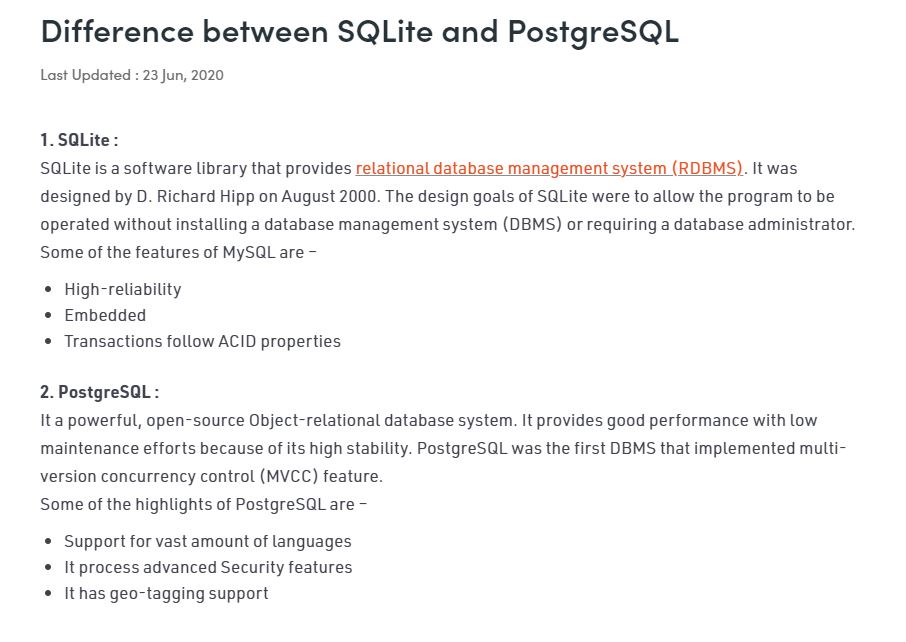 Difference between SQLite and PostgreSQL
Last Updated : 23 Jun, 2020
1. SQLite :
SQLite is a software library that provides relational database management system (RDBMS). It was
designed by D. Richard Hipp on August 2000. The design goals of SQLite were to allow the program to be
operated without installing a database management system (DBMS) or requiring a database administrator.
Some of the features of MySQL are –
• High-reliability
• Embedded
• Transactions follow ACID properties
2. PostgreSQL :
It a powerful, open-source Object-relational database system. It provides good performance with low
maintenance efforts because of its high stability. PostgreSQL was the first DBMS that implemented multi-
version concurrency control (MVCC) feature.
Some of the highlights of PostgreSQL are –
• Support for vast amount of languages
• It process advanced Security features
• It has geo-tagging support